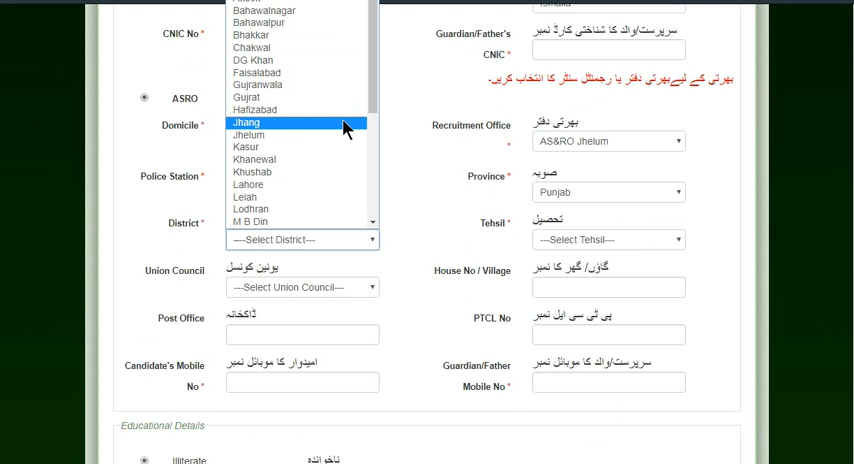 Ismaila
Bahawalnagar
Bahawalpur
Bhakkar
Chakwal
DG Khan
Faisalabad
Gujranwala
Gujrat
Hafizabad
Jhang
Jhelum
Kasur
Khanewal
Khushab
Lahore
Leiah
Lodhran
M B Din
CNIC No *
Guardian/Father's CNIC *
سرپرست/والد کا شناختی کارڈ نمبر
بھرتی کے لیےبھرتی دفتر یا رجمنٹل سنٹر کا انتخاب کریں۔
ASRO
Domicile *
Recruitment Office *
بھرتی دفتر
AS&RO Jhelum
Police Station *
Province *
صوبہ
Punjab
District *
----Select District---
Tehsil *
تحصیل
---Select Tehsil---
Union Council
یونین کونسل
---Select Union Council---
House No / Village
گاؤں/ گھر کا نمبر
Post Office
ڈاکخانہ
PTCL No
پی ٹی سی ایل نمبر
Candidate's Mobile No *
امیدوار کا موبائل نمبر
Guardian/Father Mobile No *
سرپرست/والد کا موبائل نمبر
Educational Details
Illiterate
ناخواندہ